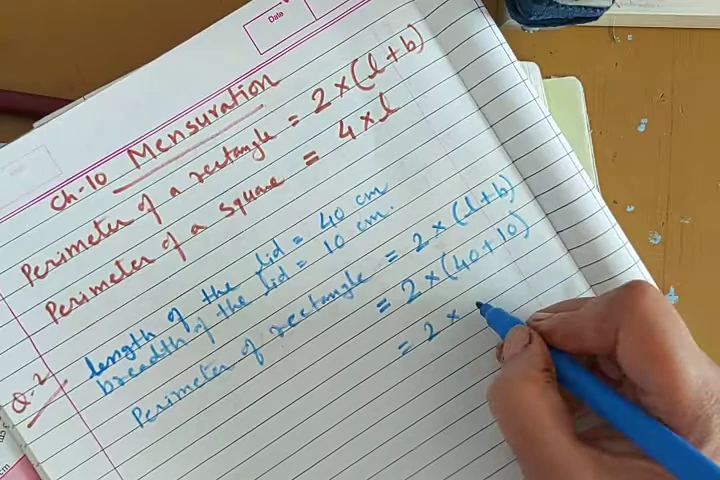 Date
Ch-10 Mensuration
Perimeter of a rectangle = 2×(l+b)
Perimeter of a square = 4×l
Q.2 length of the lid = 40 cm
breadth of the lid = 10 cm.
Perimeter of rectangle = 2×(l+b)
= 2×(40+10)
= 2×